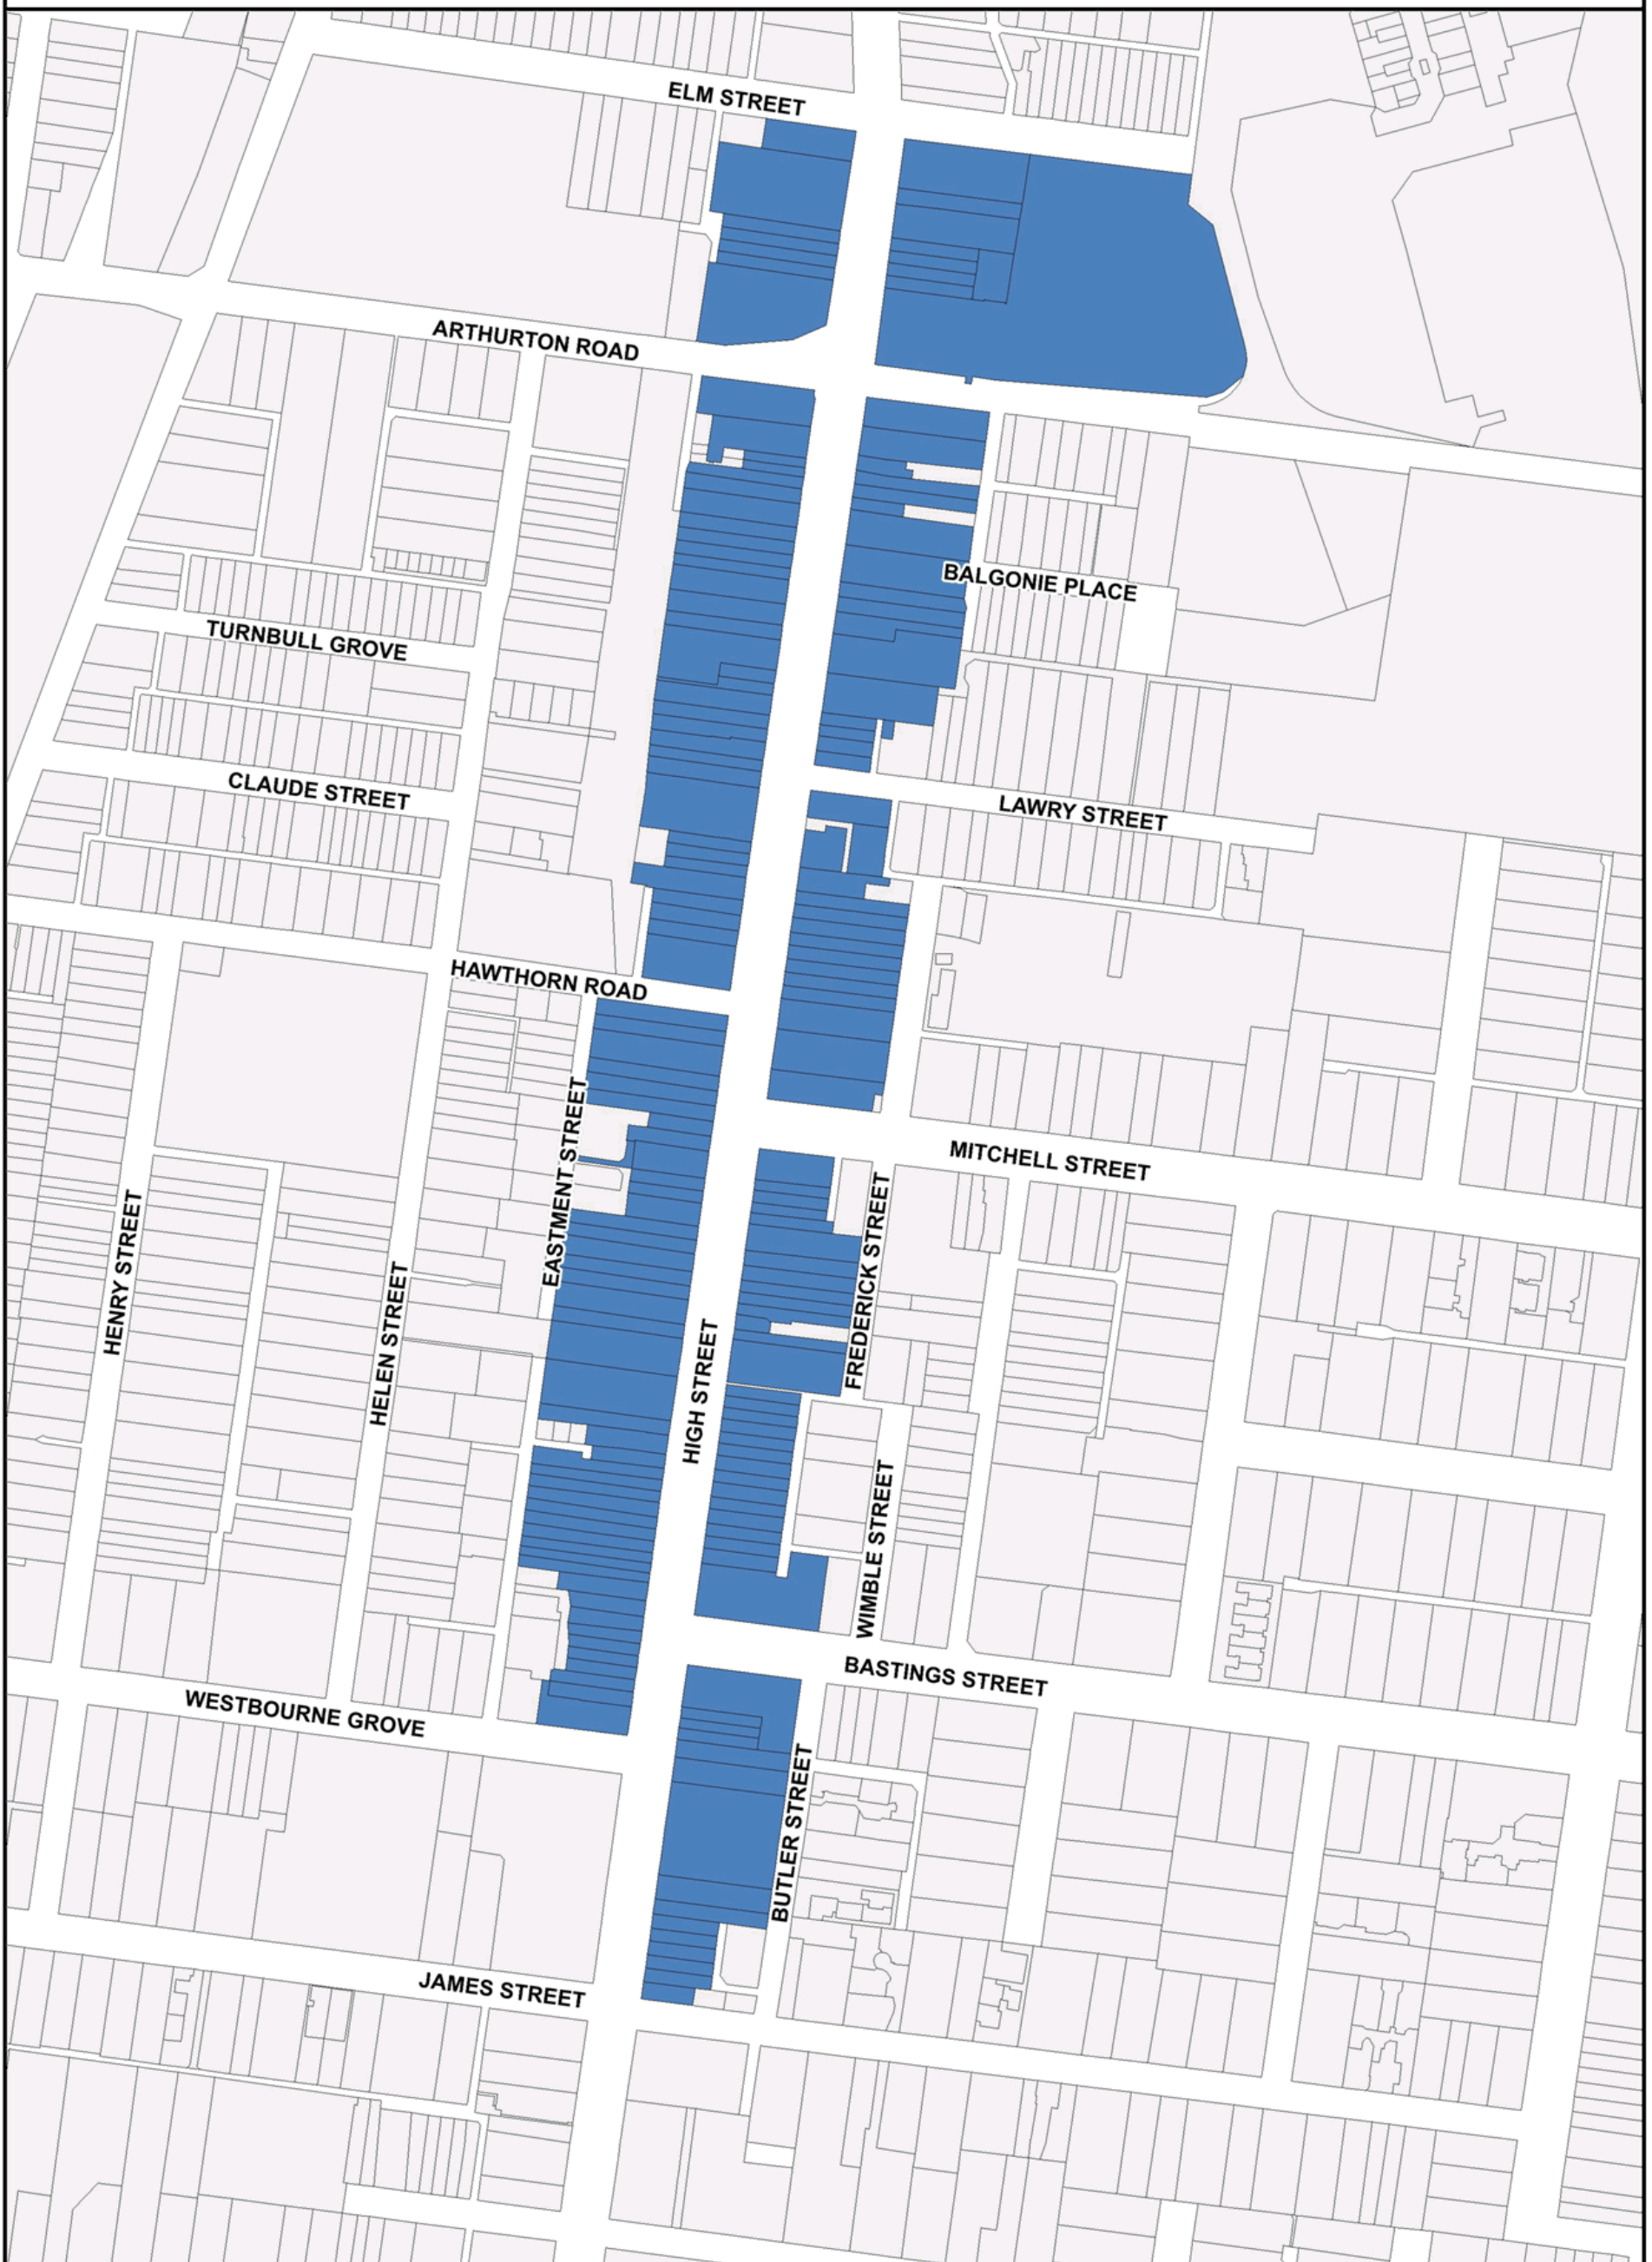 ELM STREET
ARTHURTON ROAD
BALGONIE PLACE
TURNBULL GROVE
CLAUDE STREET
LAWRY STREET
HAWTHORN ROAD
EASTMENT STREET
MITCHELL STREET
HENRY STREET
HELEN STREET
FREDERICK STREET
HIGH STREET
WIMBLE STREET
BASTINGS STREET
WESTBOURNE GROVE
BUTLER STREET
JAMES STREET